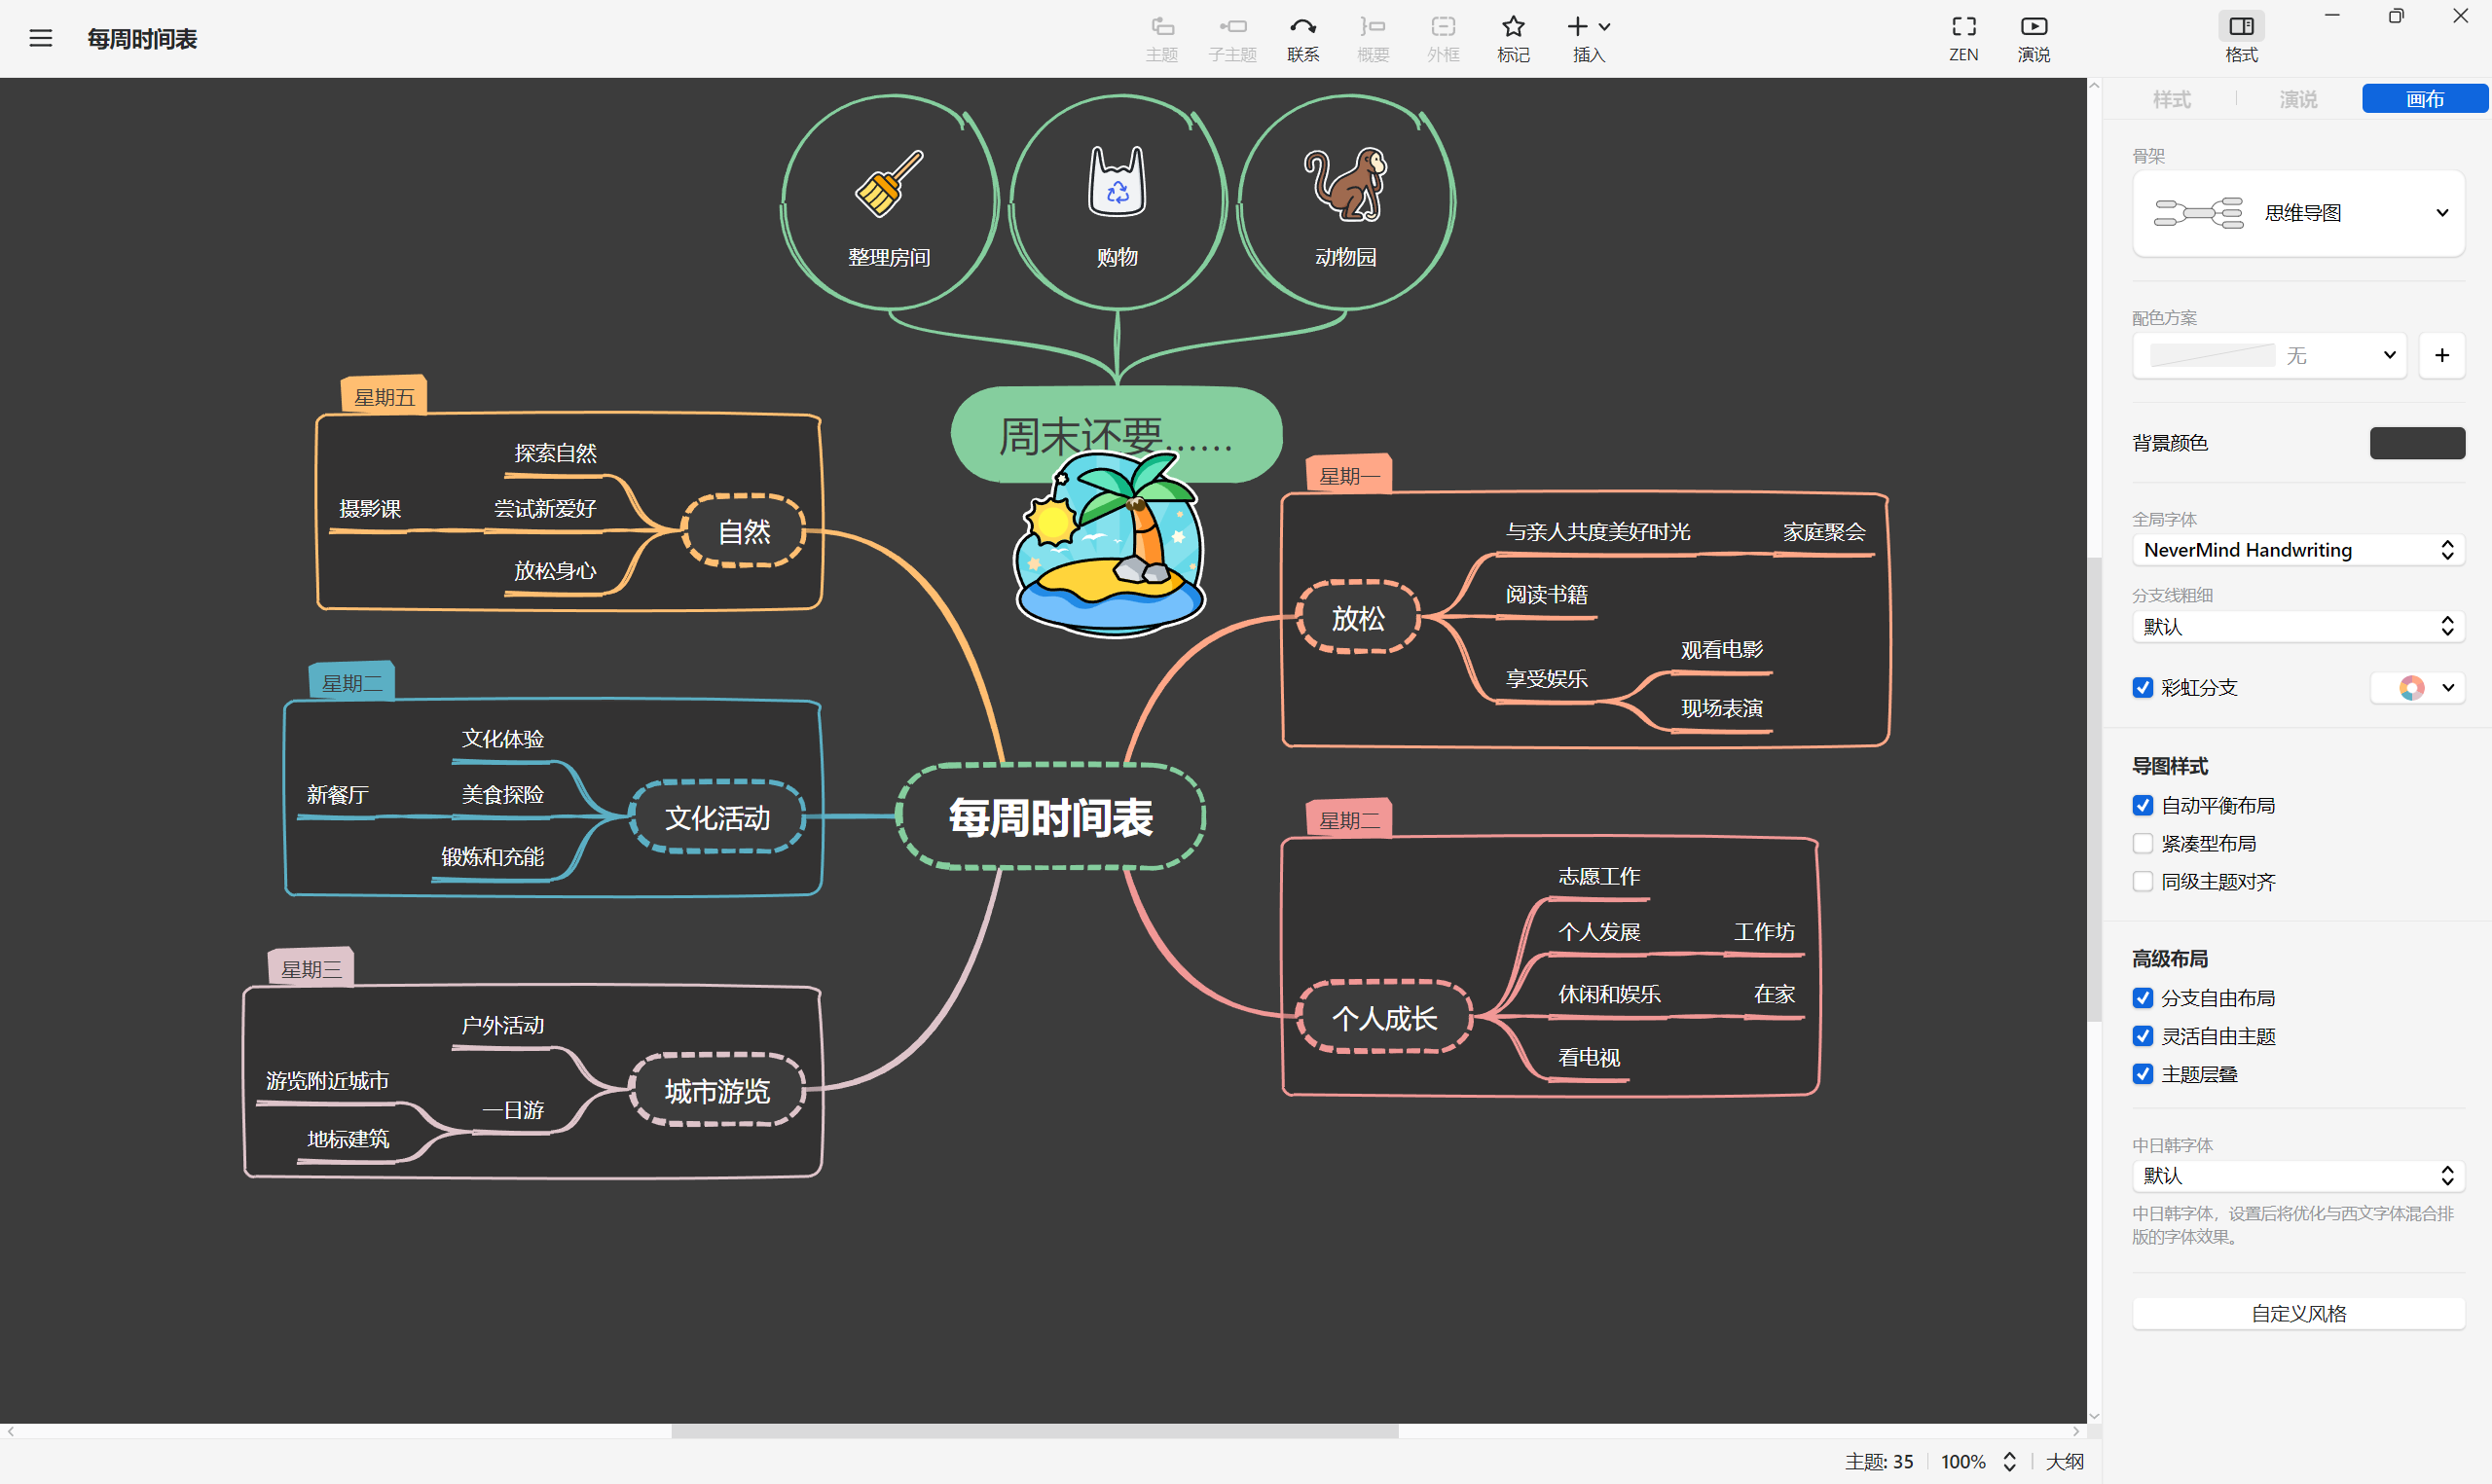 每周时间表
主题
子主题
联系
概要
外框
标记
插入
ZEN
演说
格式
样式
演说
画布
整理房间
购物
动物园
周末还要......
星期五
探索自然
摄影课
尝试新爱好
自然
放松身心
星期一
与亲人共度美好时光
家庭聚会
阅读书籍
放松
观看电影
享受娱乐
现场表演
星期二
文化体验
新餐厅
美食探险
文化活动
锻炼和充能
每周时间表
星期二
志愿工作
个人发展
工作坊
休闲和娱乐
在家
个人成长
看电视
星期三
户外活动
游览附近城市
一日游
城市游览
地标建筑
骨架
思维导图
配色方案
无
背景颜色
全局字体
NeverMind Handwriting
分支线粗细
默认
彩虹分支
导图样式
自动平衡布局
紧凑型布局
同级主题对齐
高级布局
分支自由布局
灵活自由主题
主题层叠
中日韩字体
默认
中日韩字体，设置后将优化与西文字体混合排
版的字体效果。
自定义风格
主题: 35
100%
大纲